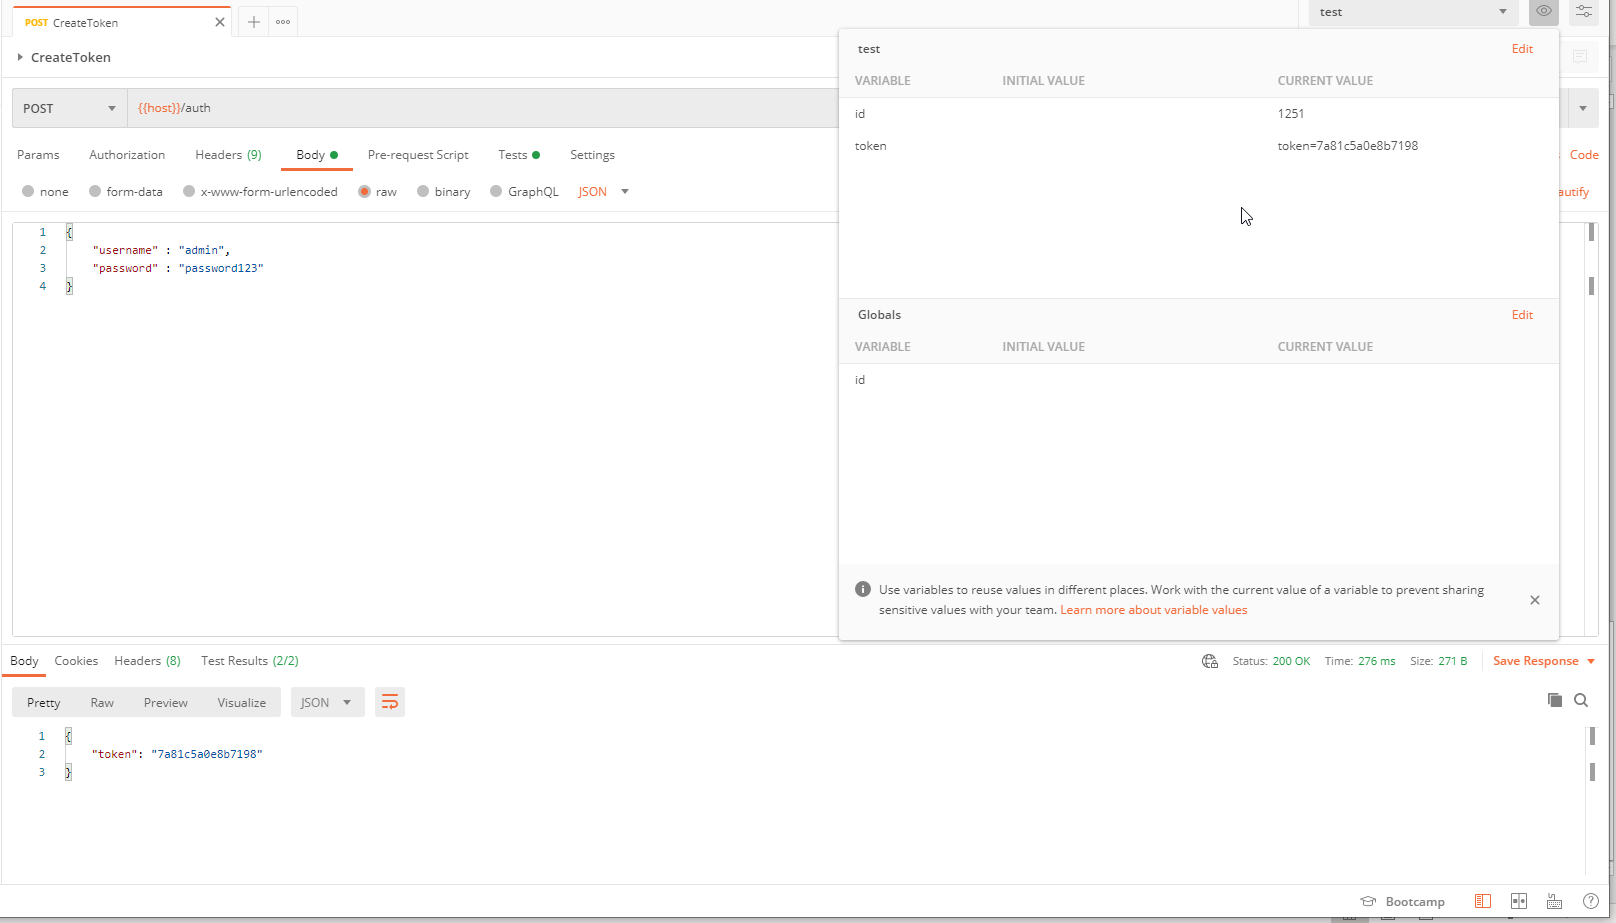 POST CreateToken
test
CreateToken
POST {{host}}/auth
Params Authorization Headers (9) Body Pre-request Script Tests Settings Code
none form-data x-www-form-urlencoded raw binary GraphQL JSON autify
1 {
2 "username" : "admin",
3 "password" : "password123"
4 }
test Edit
VARIABLE INITIAL VALUE CURRENT VALUE
id 1251
token token=7a81c5a0e8b7198
Globals Edit
VARIABLE INITIAL VALUE CURRENT VALUE
id
Use variables to reuse values in different places. Work with the current value of a variable to prevent sharing
sensitive values with your team. Learn more about variable values
Body Cookies Headers (8) Test Results (2/2) Status: 200 OK Time: 276 ms Size: 271 B Save Response
Pretty Raw Preview Visualize JSON
1 {
2 "token": "7a81c5a0e8b7198"
3 }
Bootcamp